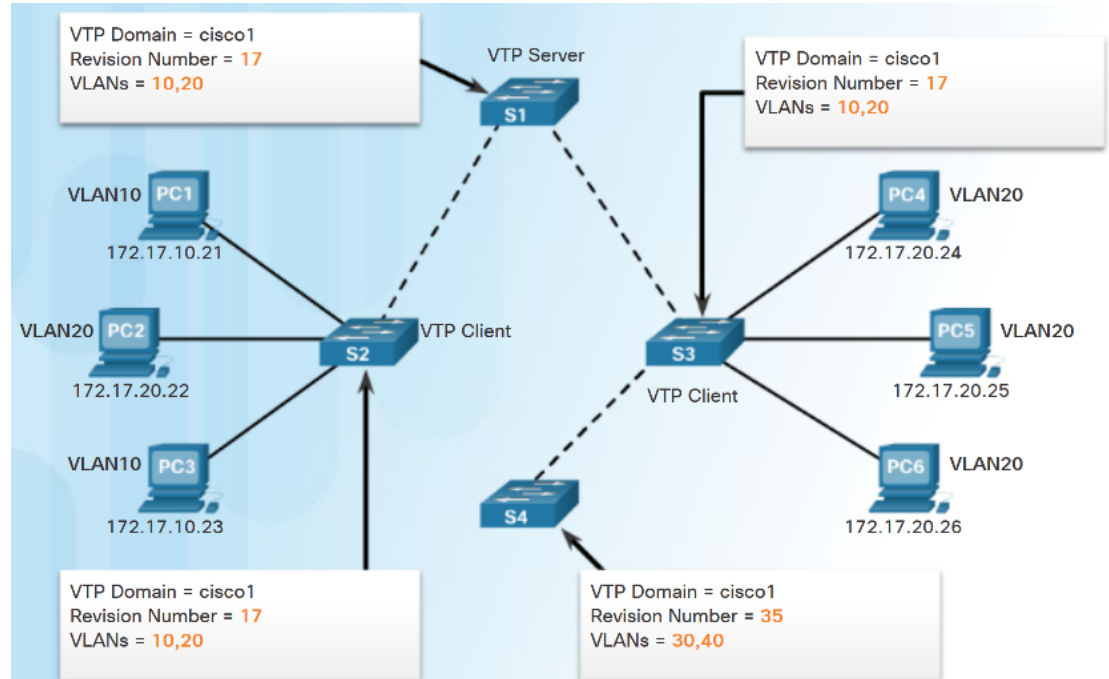 VTP Domain = cisco1
Revision Number = 17
VLANs = 10,20
VTP Server
S1
VTP Domain = cisco1
Revision Number = 17
VLANs = 10,20
VLAN10
PC1
172.17.10.21
PC4
VLAN20
172.17.20.24
VLAN20
PC2
172.17.20.22
S2
VTP Client
S3
VTP Client
PC5
VLAN20
172.17.20.25
VLAN10
PC3
172.17.10.23
S4
PC6
VLAN20
172.17.20.26
VTP Domain = cisco1
Revision Number = 17
VLANs = 10,20
VTP Domain = cisco1
Revision Number = 35
VLANs = 30,40